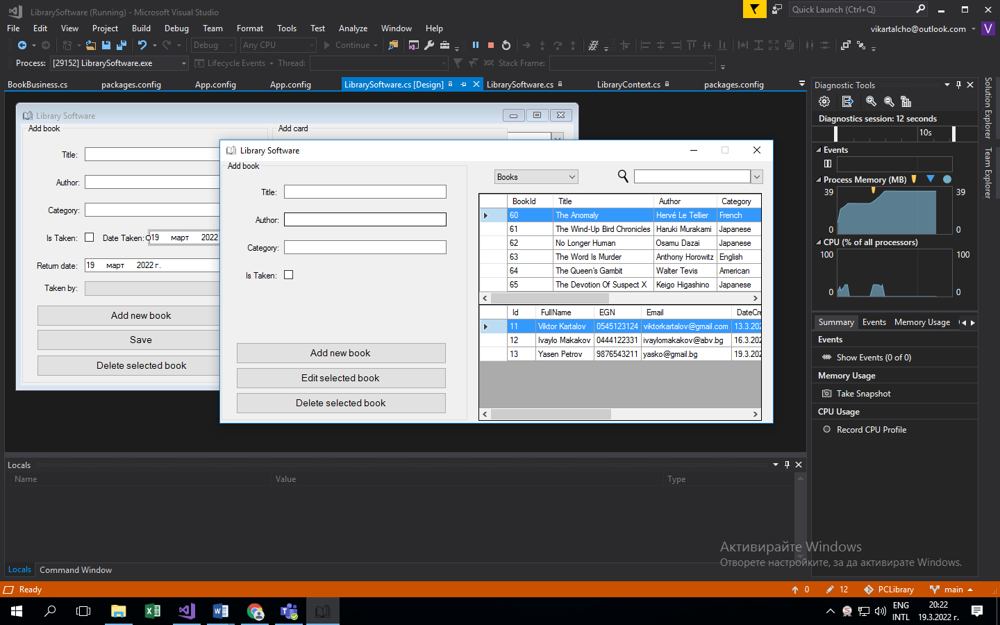 LibrarySoftware (Running) - Microsoft Visual Studio
Quick Launch (Ctrl+Q)
File Edit View Project Build Debug Team Format Tools Test Analyze Window Help
vikartalcho@outlook.com V
Debug Any CPU Continue
Process: [29152] LibrarySoftware.exe Lifecycle Events Thread: Stack Frame:
BookBusiness.cs packages.config App.config App.config LibrarySoftware.cs [Design] LibrarySoftware.cs LibraryContext.cs packages.config
Library Software
Add book Add card
Title:
Author:
Category:
Is Taken: Date Taken: 19 март 2022
Return date: 19 март 2022 г.
Taken by:
Add new book
Save
Delete selected book
Library Software
Add book
Title:
Author:
Category:
Is Taken:
Add new book
Edit selected book
Delete selected book
Books
BookId Title Author Category
60 The Anomaly Hervé Le Tellier French
61 The Wind-Up Bird Chronicles Haruki Murakami Japanese
62 No Longer Human Osamu Dazai Japanese
63 The Word Is Murder Anthony Horowitz English
64 The Queen's Gambit Walter Tevis American
65 The Devotion Of Suspect X Keigo Higashino Japanese
Id FullName EGN Email DateCre
11 Viktor Kartalov 0545123124 viktorkartalov@gmail.com 13.3.202
12 Ivaylo Makakov 0444122331 ivaylomakakov@abv.bg 16.3.202
13 Yasen Petrov 9876543211 yasko@gmail.bg 19.3.202
Diagnostic Tools
Diagnostics session: 12 seconds
10s
Events
Process Memory (MB)
39 39
0 0
CPU (% of all processors)
100 100
0 0
Summary Events Memory Usage
Events
Show Events (0 of 0)
Memory Usage
Take Snapshot
CPU Usage
Record CPU Profile
Solution Explorer
Team Explorer
Locals
Name Value Type
Активирайте Windows
Отворете настройките, за да активирате Windows.
Locals Command Window
Ready 0 12 PCLibrary main
ENG
INTL
20:22
19.3.2022 г.